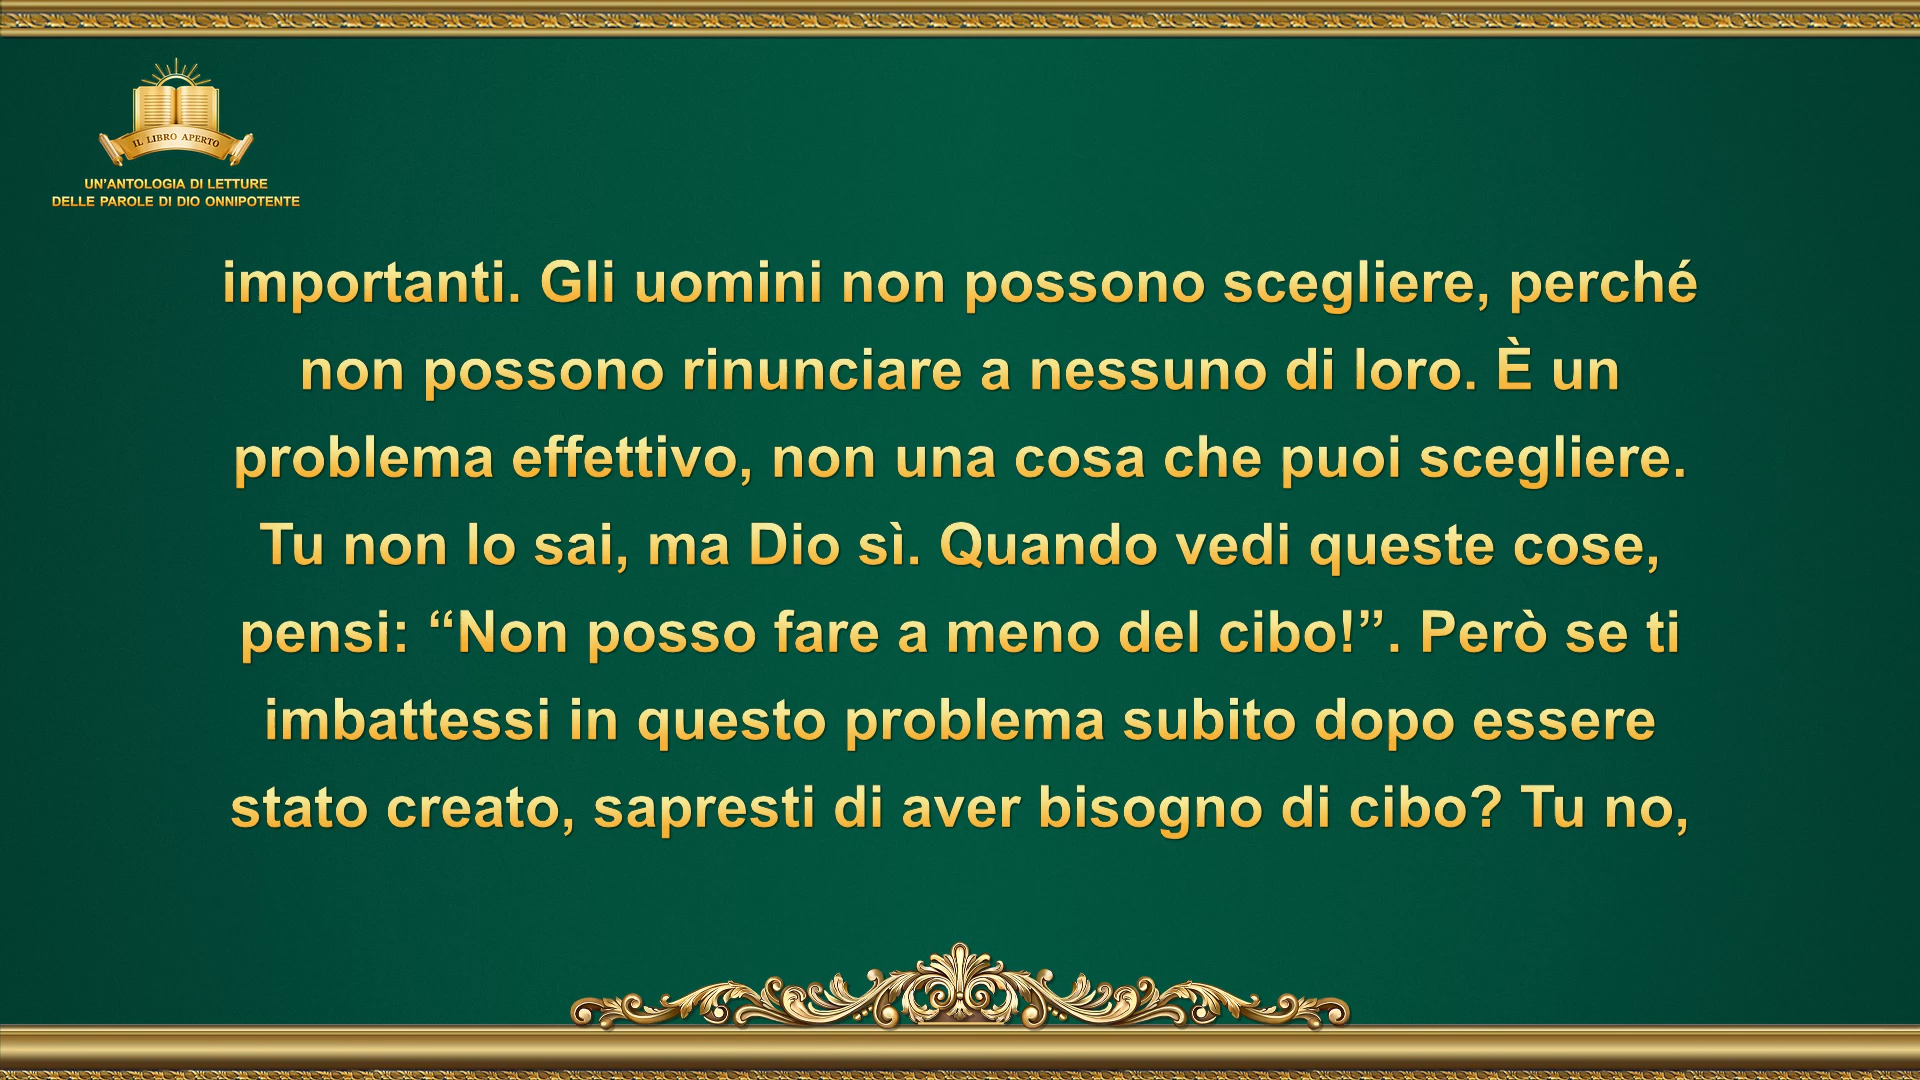 IL LIBRO APERTO
UN’ANTOLOGIA DI LETTURE
DELLE PAROLE DI DIO ONNIPOTENTE
importanti. Gli uomini non possono scegliere, perché
non possono rinunciare a nessuno di loro. È un
problema effettivo, non una cosa che puoi scegliere.
Tu non lo sai, ma Dio sì. Quando vedi queste cose,
pensi: “Non posso fare a meno del cibo!”. Però se ti
imbattessi in questo problema subito dopo essere
stato creato, sapresti di aver bisogno di cibo? Tu no,